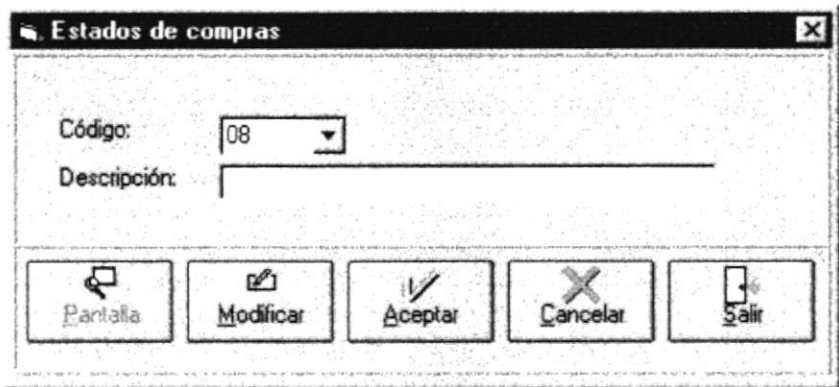 Estados de compras
Código: 08
Descripción:
Pantalla Modificar Aceptar Cancelar Salir